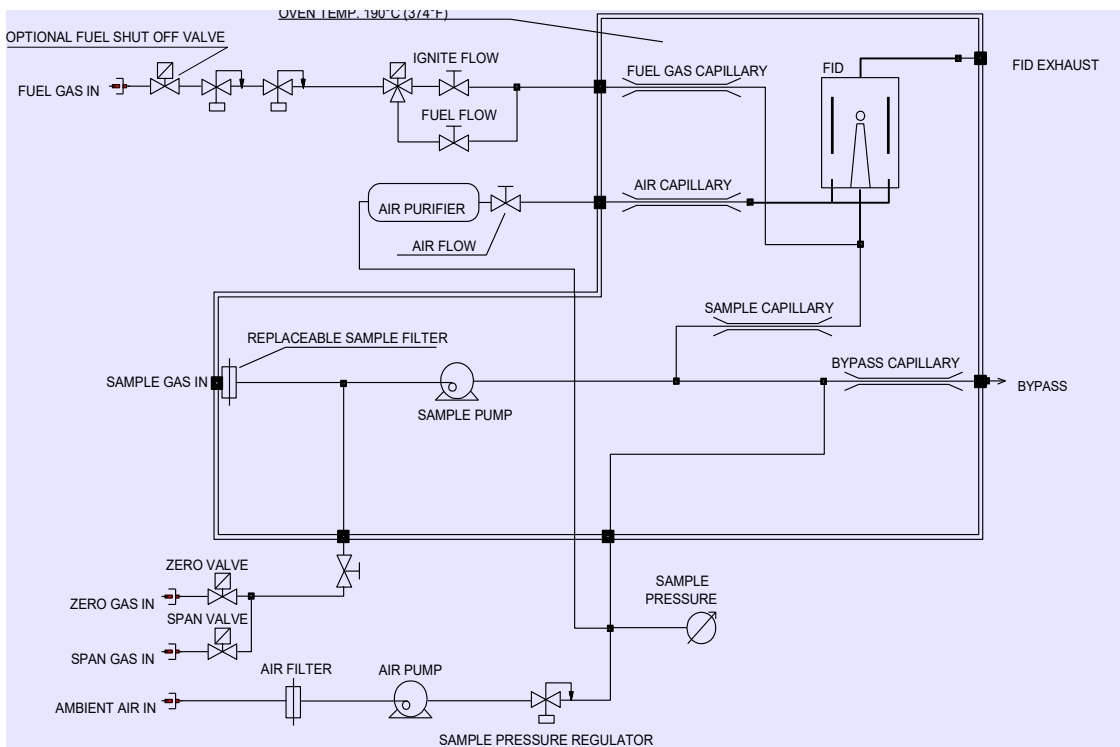 OVEN TEMP. 190°C (374°F)
OPTIONAL FUEL SHUT OFF VALVE
IGNITE FLOW
FUEL GAS CAPILLARY
FID
FID EXHAUST
FUEL GAS IN
FUEL FLOW
AIR CAPILLARY
AIR PURIFIER
AIR FLOW
SAMPLE CAPILLARY
REPLACEABLE SAMPLE FILTER
BYPASS CAPILLARY
SAMPLE GAS IN
BYPASS
SAMPLE PUMP
ZERO VALVE
SAMPLE
PRESSURE
ZERO GAS IN
SPAN VALVE
SPAN GAS IN
AIR FILTER
AIR PUMP
AMBIENT AIR IN
SAMPLE PRESSURE REGULATOR